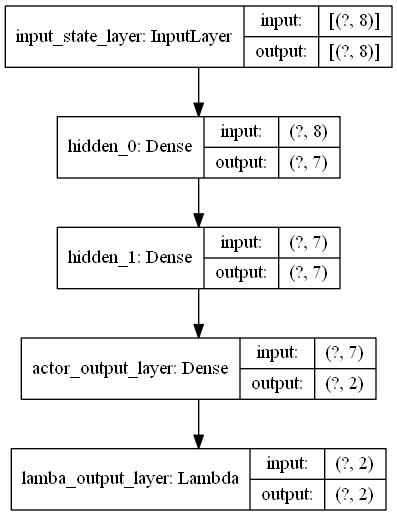 input_state_layer: InputLayer
input: [(?, 8)]
output: [(?, 8)]
hidden_0: Dense
input: (?, 8)
output: (?, 7)
hidden_1: Dense
input: (?, 7)
output: (?, 7)
actor_output_layer: Dense
input: (?, 7)
output: (?, 2)
lamba_output_layer: Lambda
input: (?, 2)
output: (?, 2)